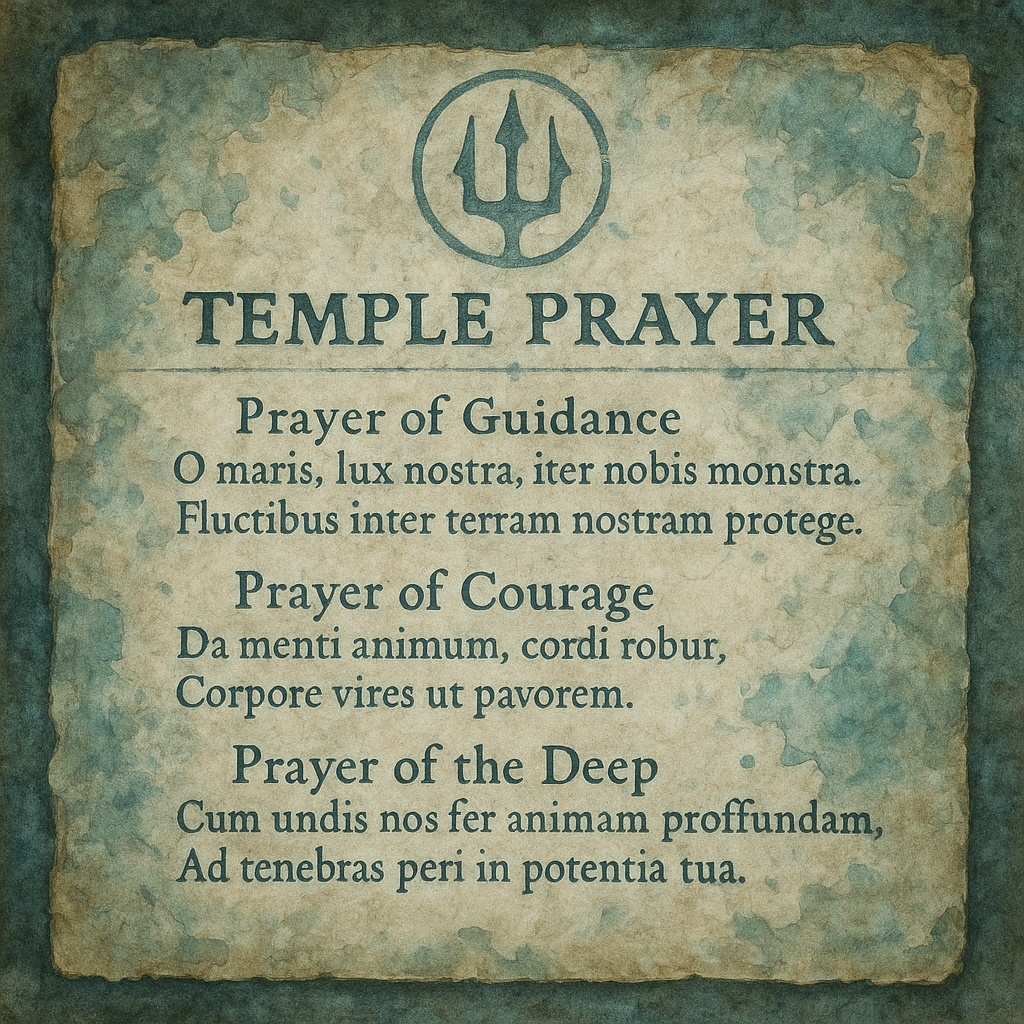 TEMPLE PRAYER
Prayer of Guidance
O maris, lux nostra, iter nobis monstra.
Fluctibus inter terram nostram protege.
Prayer of Courage
Da menti animum, cordi robur,
Corpore vires ut pavorem.
Prayer of the Deep
Cum undis nos fer animam proffundam,
Ad tenebras peri in potentia tua.